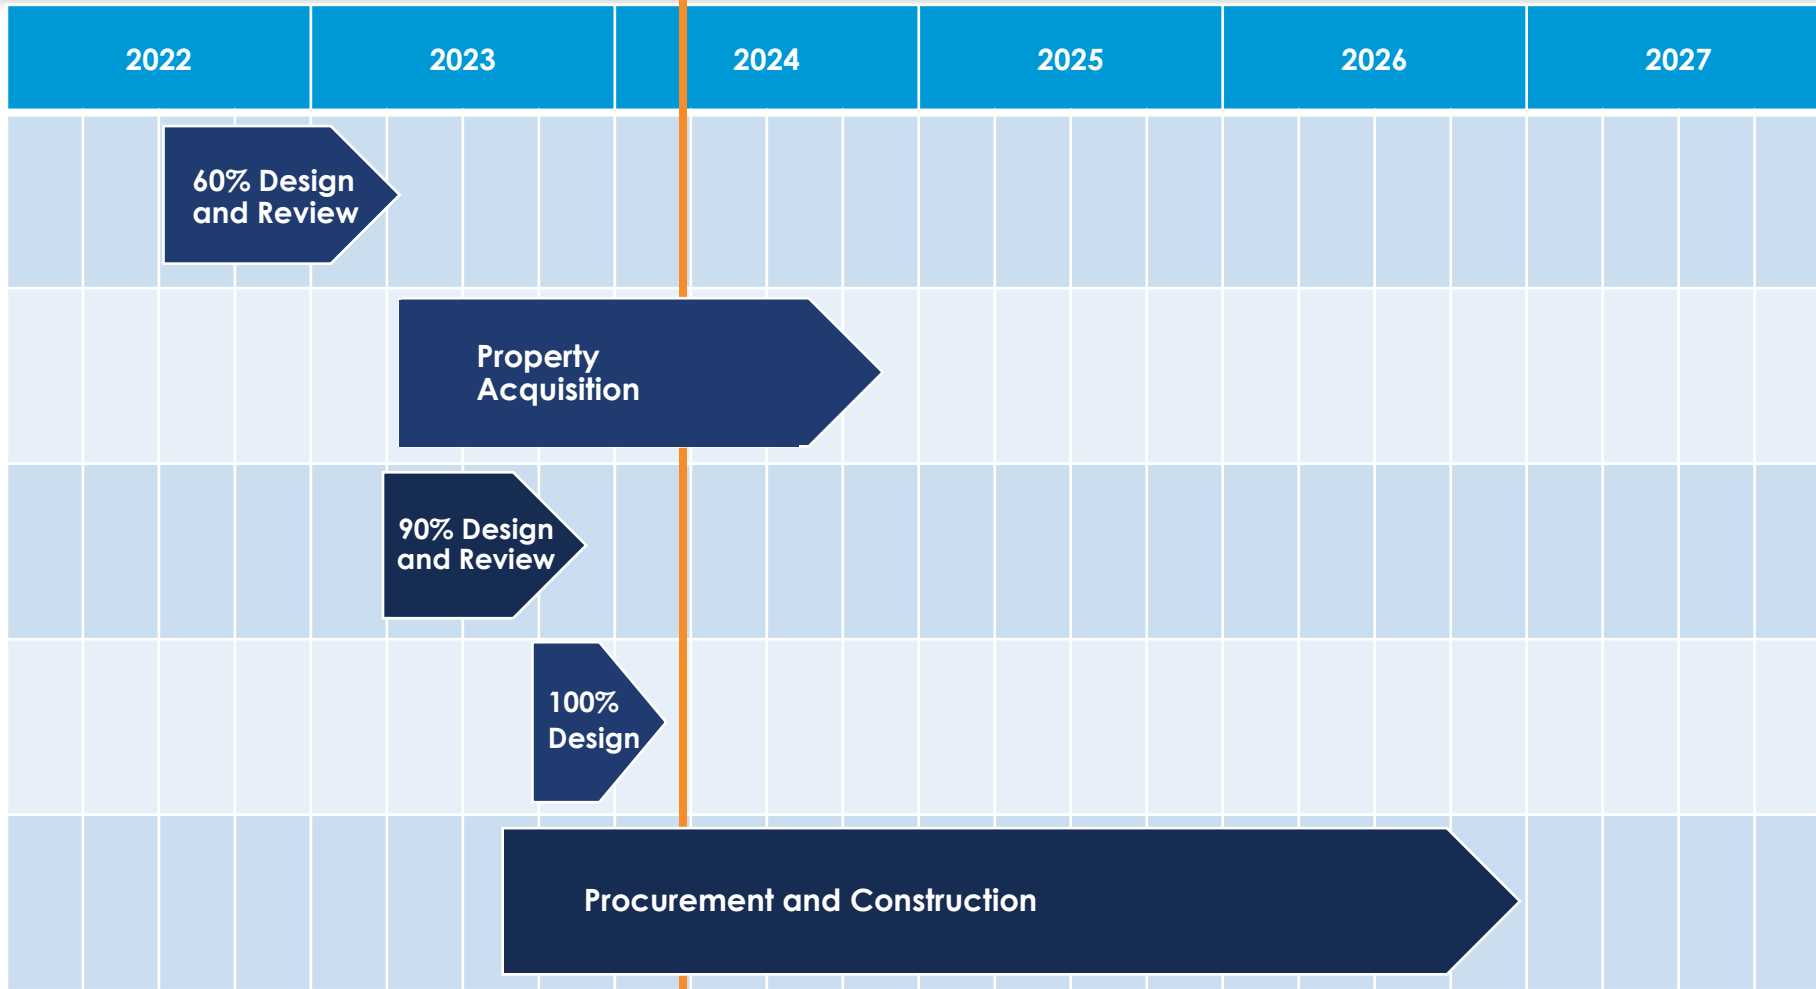 2022 2023 2024 2025 2026 2027
60% Design
and Review
Property
Acquisition
90% Design
and Review
100%
Design
Procurement and Construction